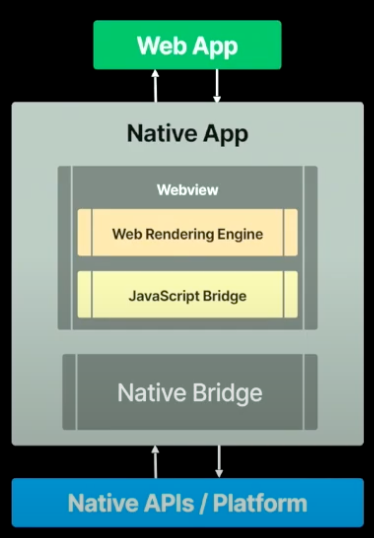 Web App
Native App
Webview
Web Rendering Engine
JavaScript Bridge
Native Bridge
Native APIs / Platform